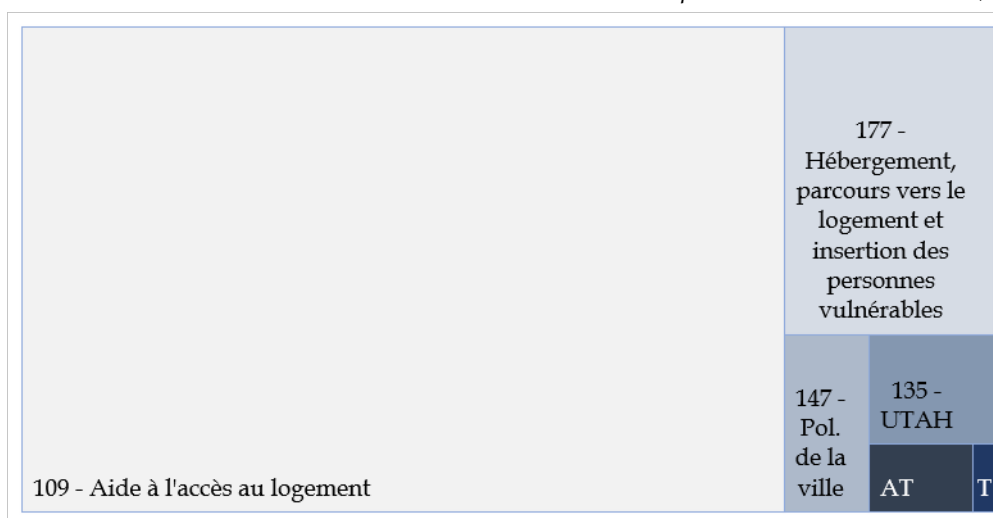 177 -
Hébergement,
parcours vers le
logement et
insertion des
personnes
vulnérables
147 -
Pol.
de la
ville
135 -
UTAH
109 - Aide à l'accès au logement
AT
T